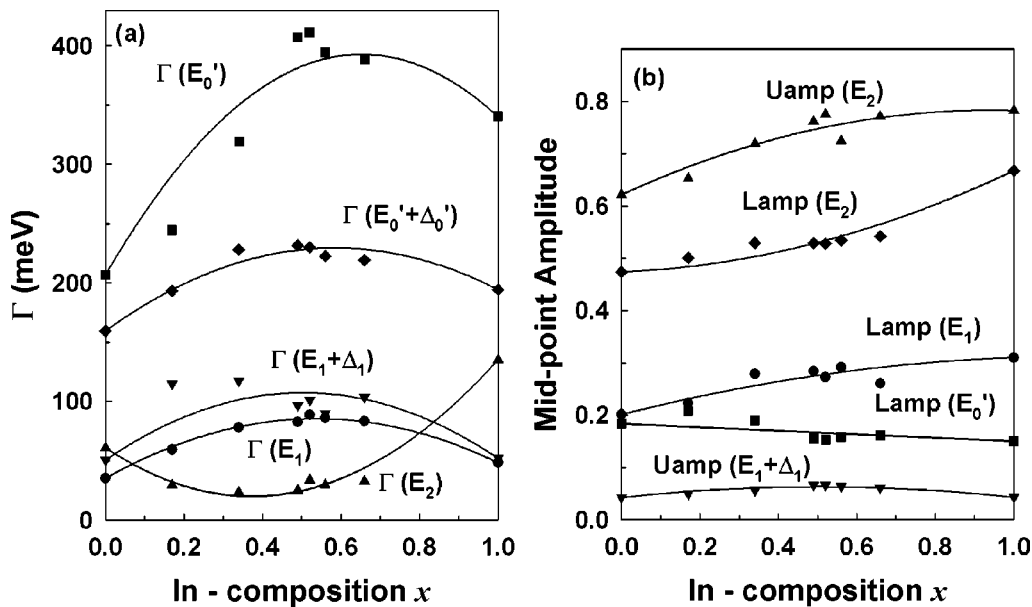 (a)
Γ (E₀')
Γ (E₀'+Δ₀')
Γ (E₁+Δ₁)
Γ (E₁)
Γ (E₂)
Γ (meV)
400
300
200
100
0
0.0 0.2 0.4 0.6 0.8 1.0
In - composition x
(b)
Uamp (E₂)
Lamp (E₂)
Lamp (E₁)
Lamp (E₀')
Uamp (E₁+Δ₁)
Mid-point Amplitude
0.8
0.6
0.4
0.2
0.0
0.0 0.2 0.4 0.6 0.8 1.0
In - composition x